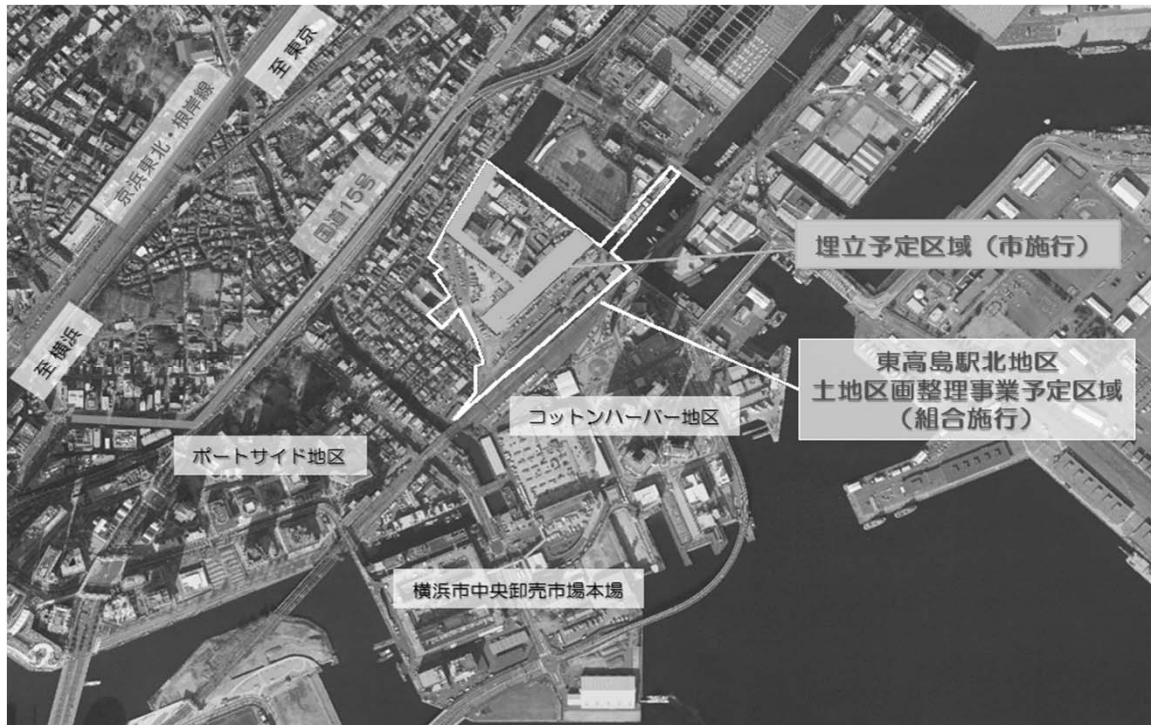 至 東京
京浜東北・根岸線
国道15号
至 横浜
埋立予定区域（市施行）
東高島駅北地区
土地区画整理事業予定区域
（組合施行）
コットンハーバー地区
ポートサイド地区
横浜市中央卸売市場本場